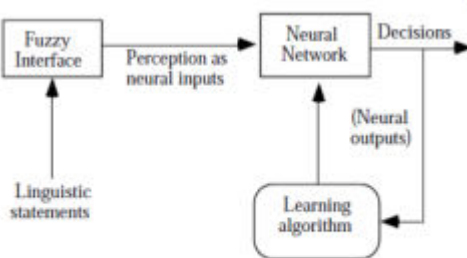 Fuzzy
Interface
Perception as
neural inputs
Neural
Network
Decisions
(Neural
outputs)
Linguistic
statements
Learning
algorithm